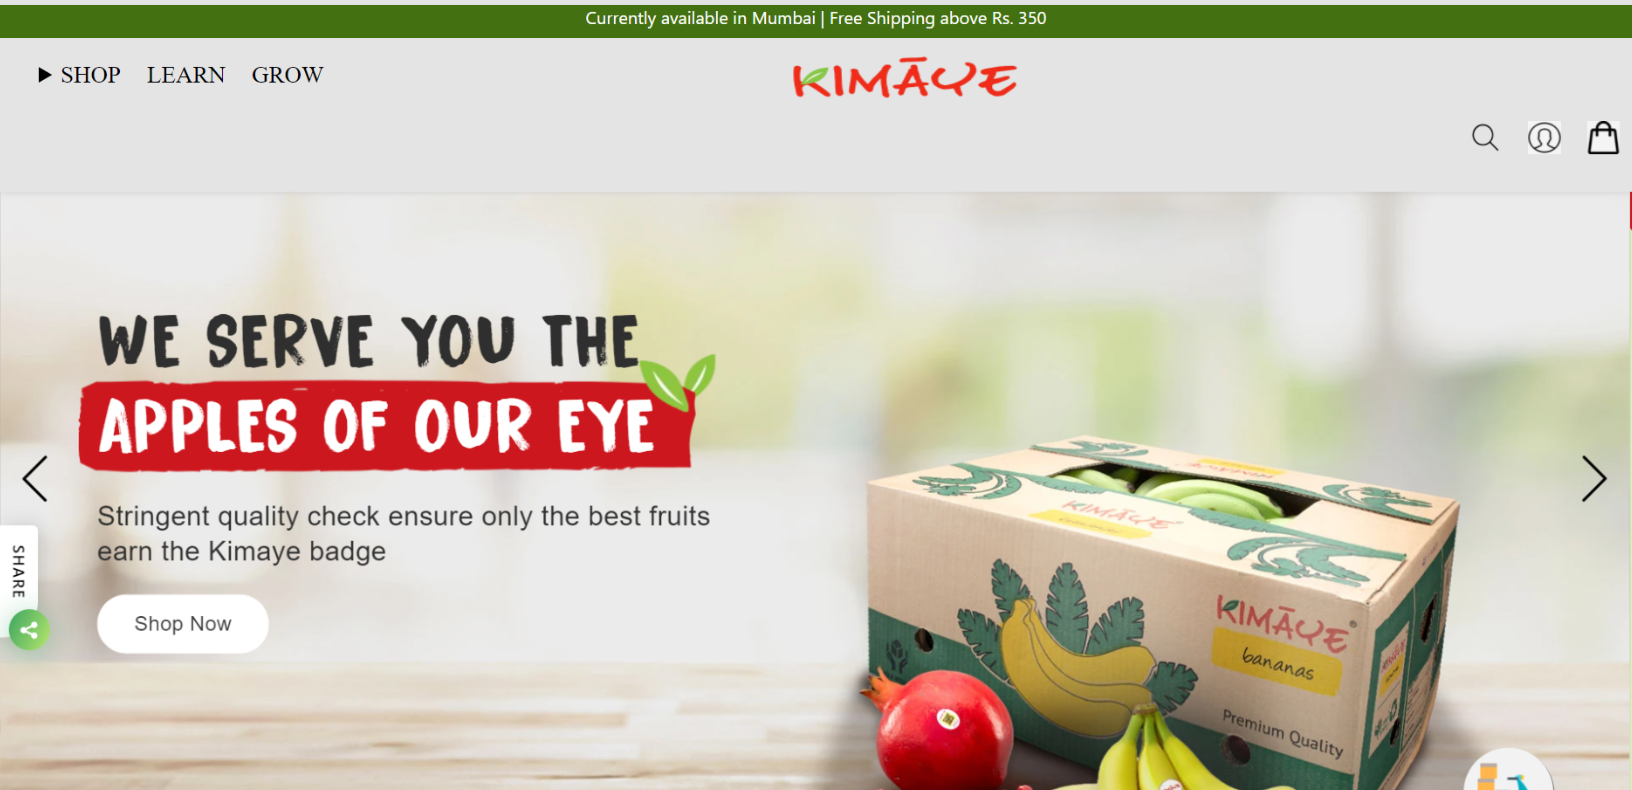 Currently available in Mumbai | Free Shipping above Rs. 350
SHOP LEARN GROW
KIMĀYE
WE SERVE YOU THE
APPLES OF OUR EYE
Stringent quality check ensure only the best fruits
earn the Kimaye badge
Shop Now
SHARE
KIMĀYE®
KIMĀYE®
bananas
Premium Quality